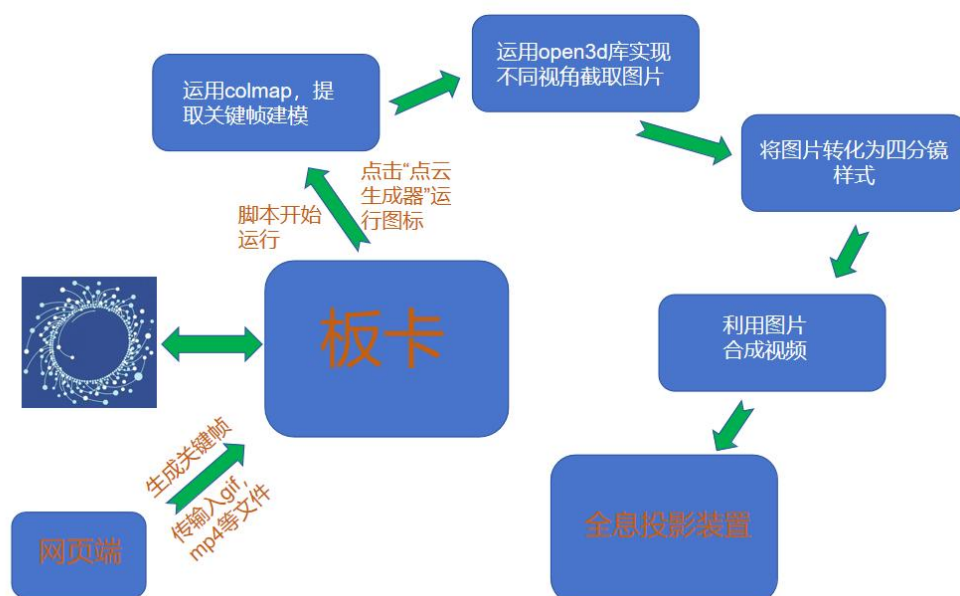 运用colmap，提
取关键帧建模
运用open3d库实现
不同视角截取图片
将图片转化为四分镜
样式
点击“点云
生成器”运
行图标
脚本开始
运行
板卡
利用图片
合成视频
生成关键帧
传输入gif，
mp4等文件
网页端
全息投影装置